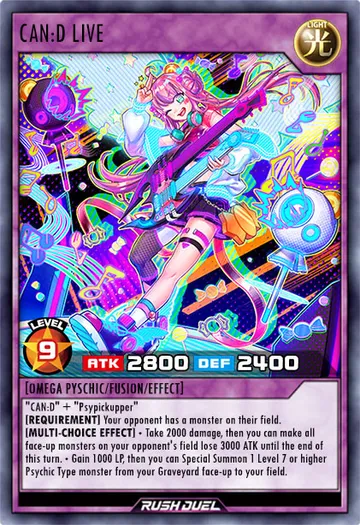 CAN:D LIVE
LIGHT
光
LEVEL
9
ATK 2800 DEF 2400
[OMEGA PYSCHIC/FUSION/EFFECT]
"CAN:D" + "Psypickupper"
[REQUIREMENT] Your opponent has a monster on their field.
[MULTI-CHOICE EFFECT] • Take 2000 damage, then you can make all
face-up monsters on your opponent's field lose 3000 ATK until the end of
this turn. • Gain 1000 LP, then you can Special Summon 1 Level 7 or higher
Psychic Type monster from your Graveyard face-up to your field.
RUSH DUEL